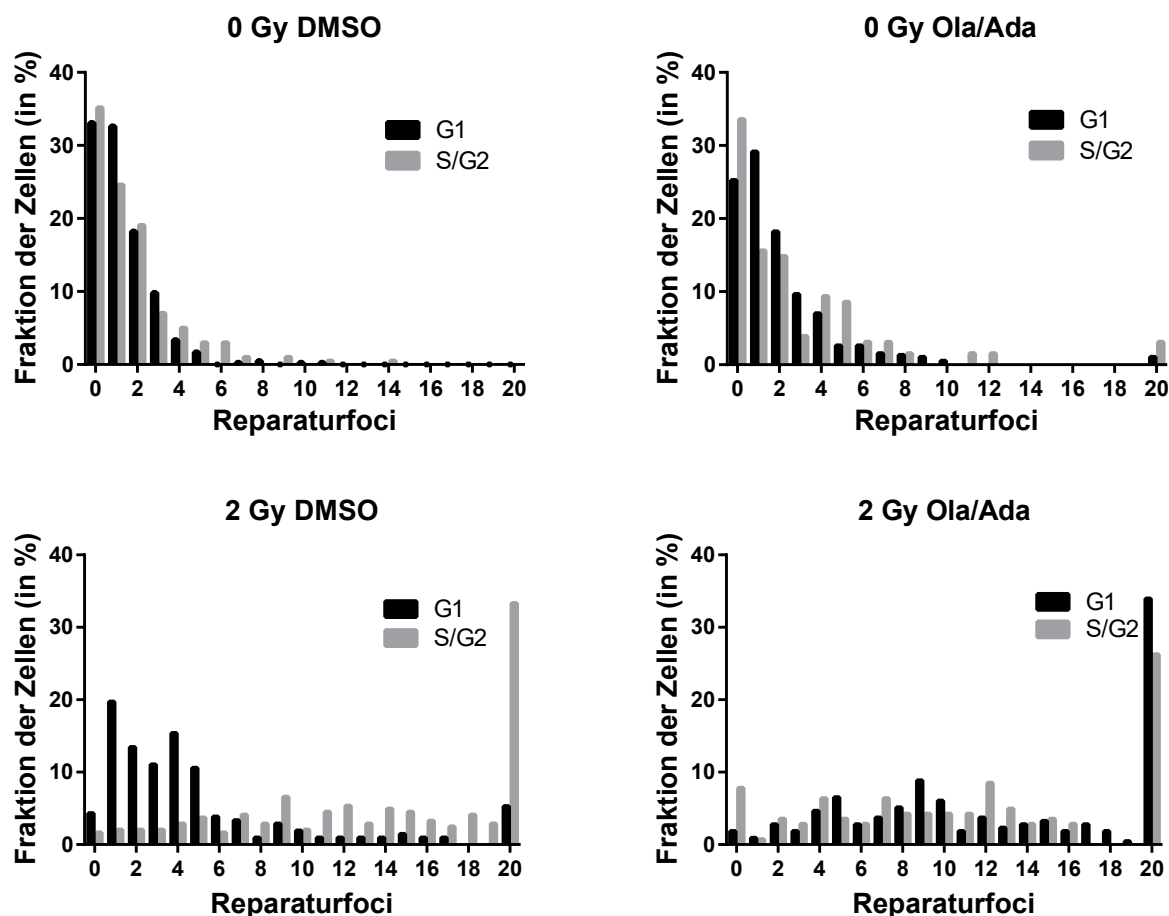 0 Gy DMSO
Fraktion der Zellen (in %)
40
30
20
10
0
G1
S/G2
0 2 4 6 8 10 12 14 16 18 20
Reparaturfoci
0 Gy Ola/Ada
Fraktion der Zellen (in %)
40
30
20
10
0
G1
S/G2
0 2 4 6 8 10 12 14 16 18 20
Reparaturfoci
2 Gy DMSO
Fraktion der Zellen (in %)
40
30
20
10
0
G1
S/G2
0 2 4 6 8 10 12 14 16 18 20
Reparaturfoci
2 Gy Ola/Ada
Fraktion der Zellen (in %)
40
30
20
10
0
G1
S/G2
0 2 4 6 8 10 12 14 16 18 20
Reparaturfoci